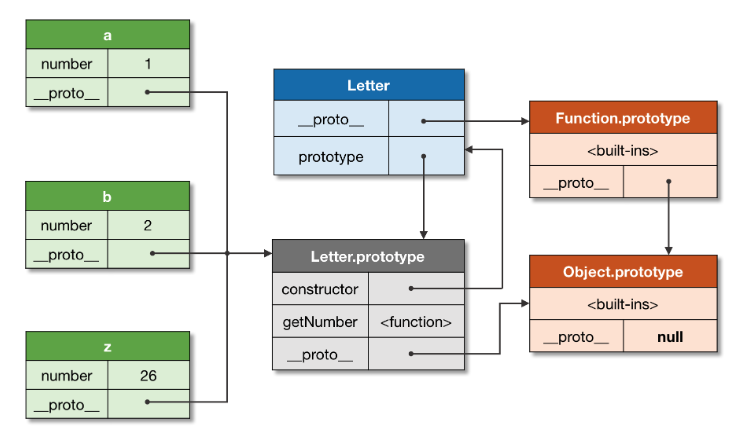 a
number 1
__proto__
b
number 2
__proto__
z
number 26
__proto__
Letter
__proto__
prototype
Letter.prototype
constructor
getNumber <function>
__proto__
Function.prototype
<built-ins>
__proto__
Object.prototype
<built-ins>
__proto__ null